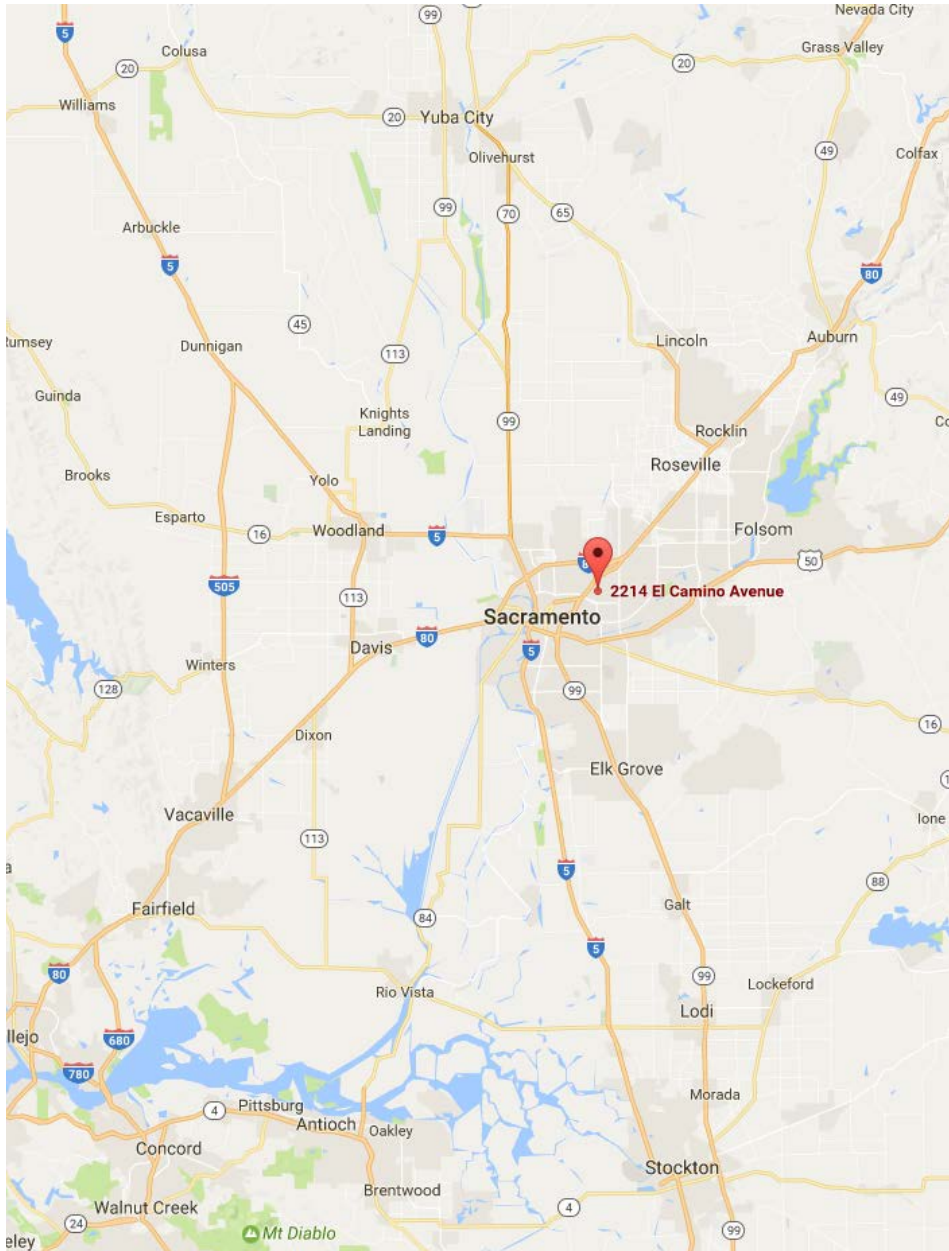 Nevada City
99
5
Colusa
Grass Valley
20
20
Williams
20
Yuba City
49
Colfax
Olivehurst
99
70
65
Arbuckle
5
80
45
Rumsey
Dunnigan
113
Lincoln
Auburn
Guinda
49
Knights
Landing
99
Rocklin
Roseville
Brooks
Yolo
Esparto
16
Woodland
5
Folsom
50
505
2214 El Camino Avenue
113
Sacramento
80
Davis
5
Winters
128
99
16
Dixon
Elk Grove
Vacaville
113
Ione
5
88
Fairfield
84
Galt
5
80
99
Rio Vista
Lockeford
Lodi
llejo
680
780
Morada
4
Pittsburg
Antioch
Oakley
Concord
Stockton
Brentwood
Walnut Creek
4
24
Mt Diablo
99
eley